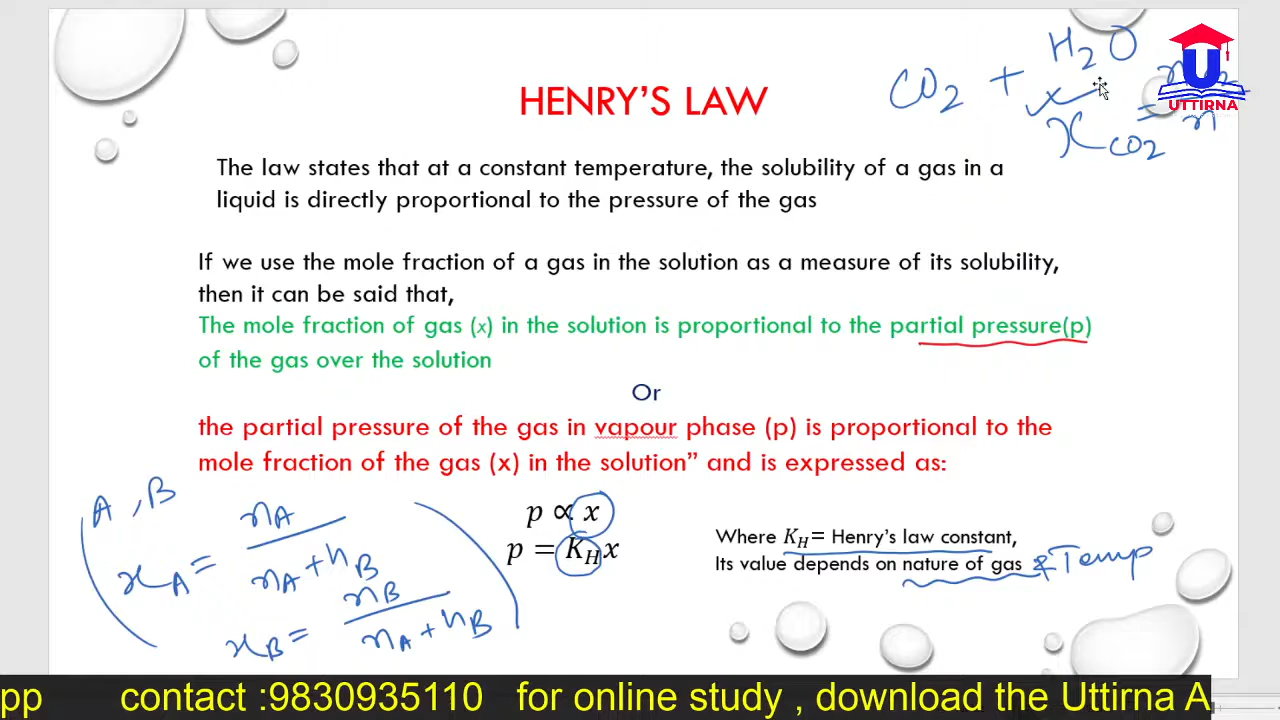 HENRY'S LAW
CO2 + H2O
xCO2 =
n
U
UTTIRNA
The law states that at a constant temperature, the solubility of a gas in a
liquid is directly proportional to the pressure of the gas
If we use the mole fraction of a gas in the solution as a measure of its solubility,
then it can be said that,
The mole fraction of gas (x) in the solution is proportional to the partial pressure(p)
of the gas over the solution
Or
the partial pressure of the gas in vapour phase (p) is proportional to the
mole fraction of the gas (x) in the solution” and is expressed as:
A, B
xA = nA / nA + nB
xB = nB / nA + nB
p ∝ x
p = KHx
Where KH= Henry's law constant,
Its value depends on nature of gas & Temp
pp contact :9830935110 for online study , download the Uttirna A